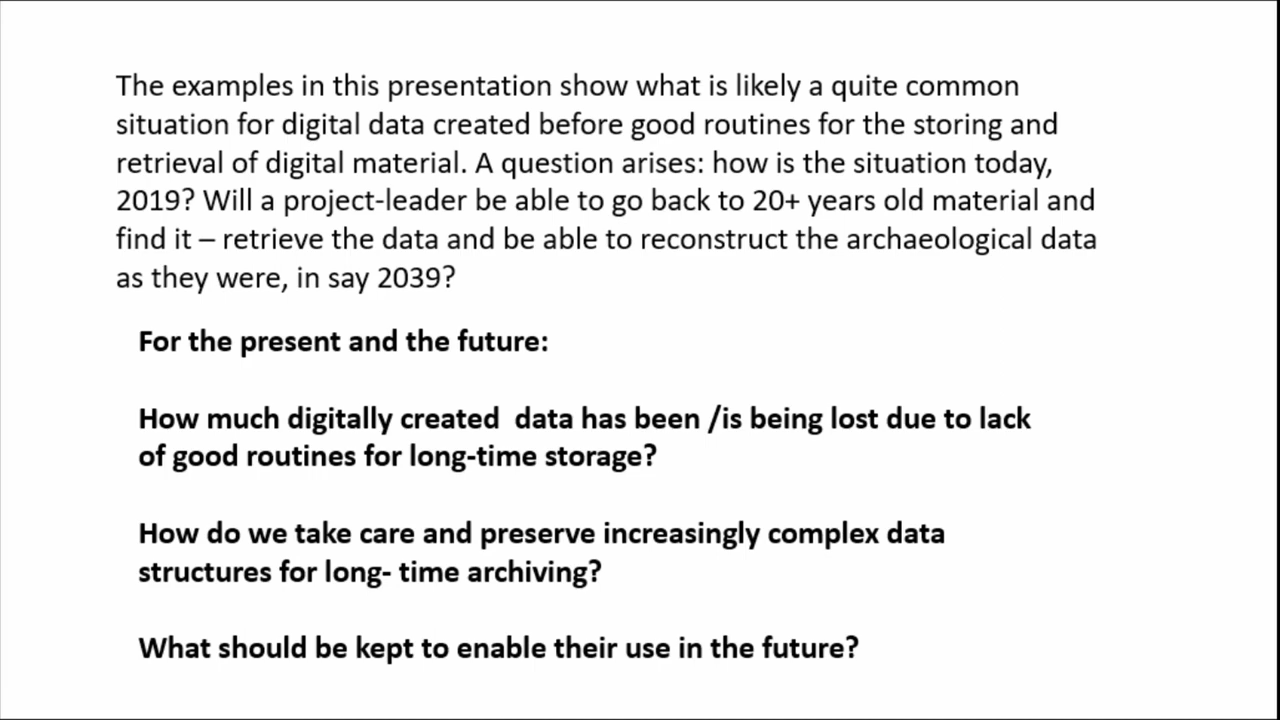 The examples in this presentation show what is likely a quite common
situation for digital data created before good routines for the storing and
retrieval of digital material. A question arises: how is the situation today,
2019? Will a project-leader be able to go back to 20+ years old material and
find it – retrieve the data and be able to reconstruct the archaeological data
as they were, in say 2039?
For the present and the future:
How much digitally created  data has been /is being lost due to lack
of good routines for long-time storage?
How do we take care and preserve increasingly complex data
structures for long- time archiving?
What should be kept to enable their use in the future?